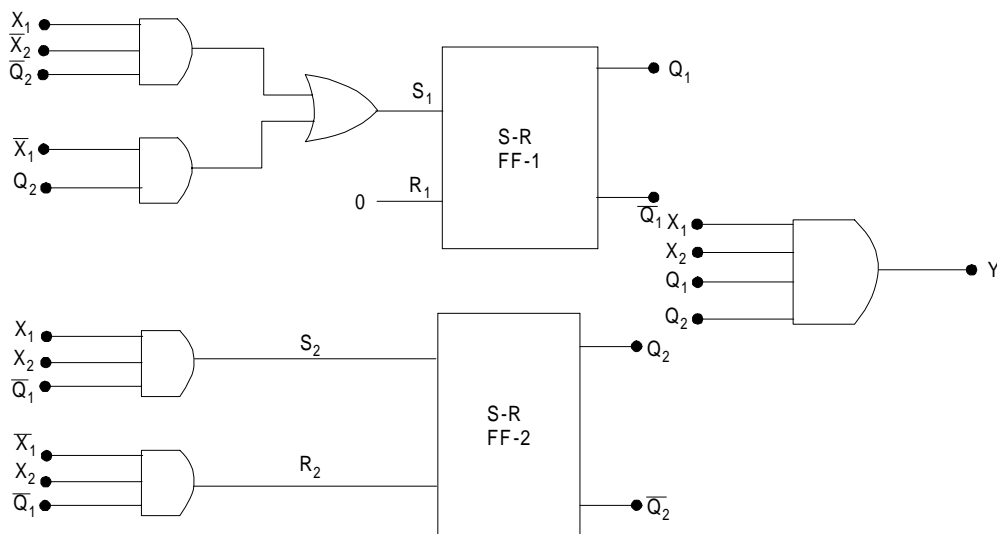 X₁
X̅₂
Q̅₂
X̅₁
Q₂
S₁
0
R₁
S-R
FF-1
Q₁
Q̅₁
X₁
X₂
Q₁
Q₂
Y
X₁
X₂
Q̅₁
S₂
X̅₁
X₂
Q̅₁
R₂
S-R
FF-2
Q₂
Q̅₂